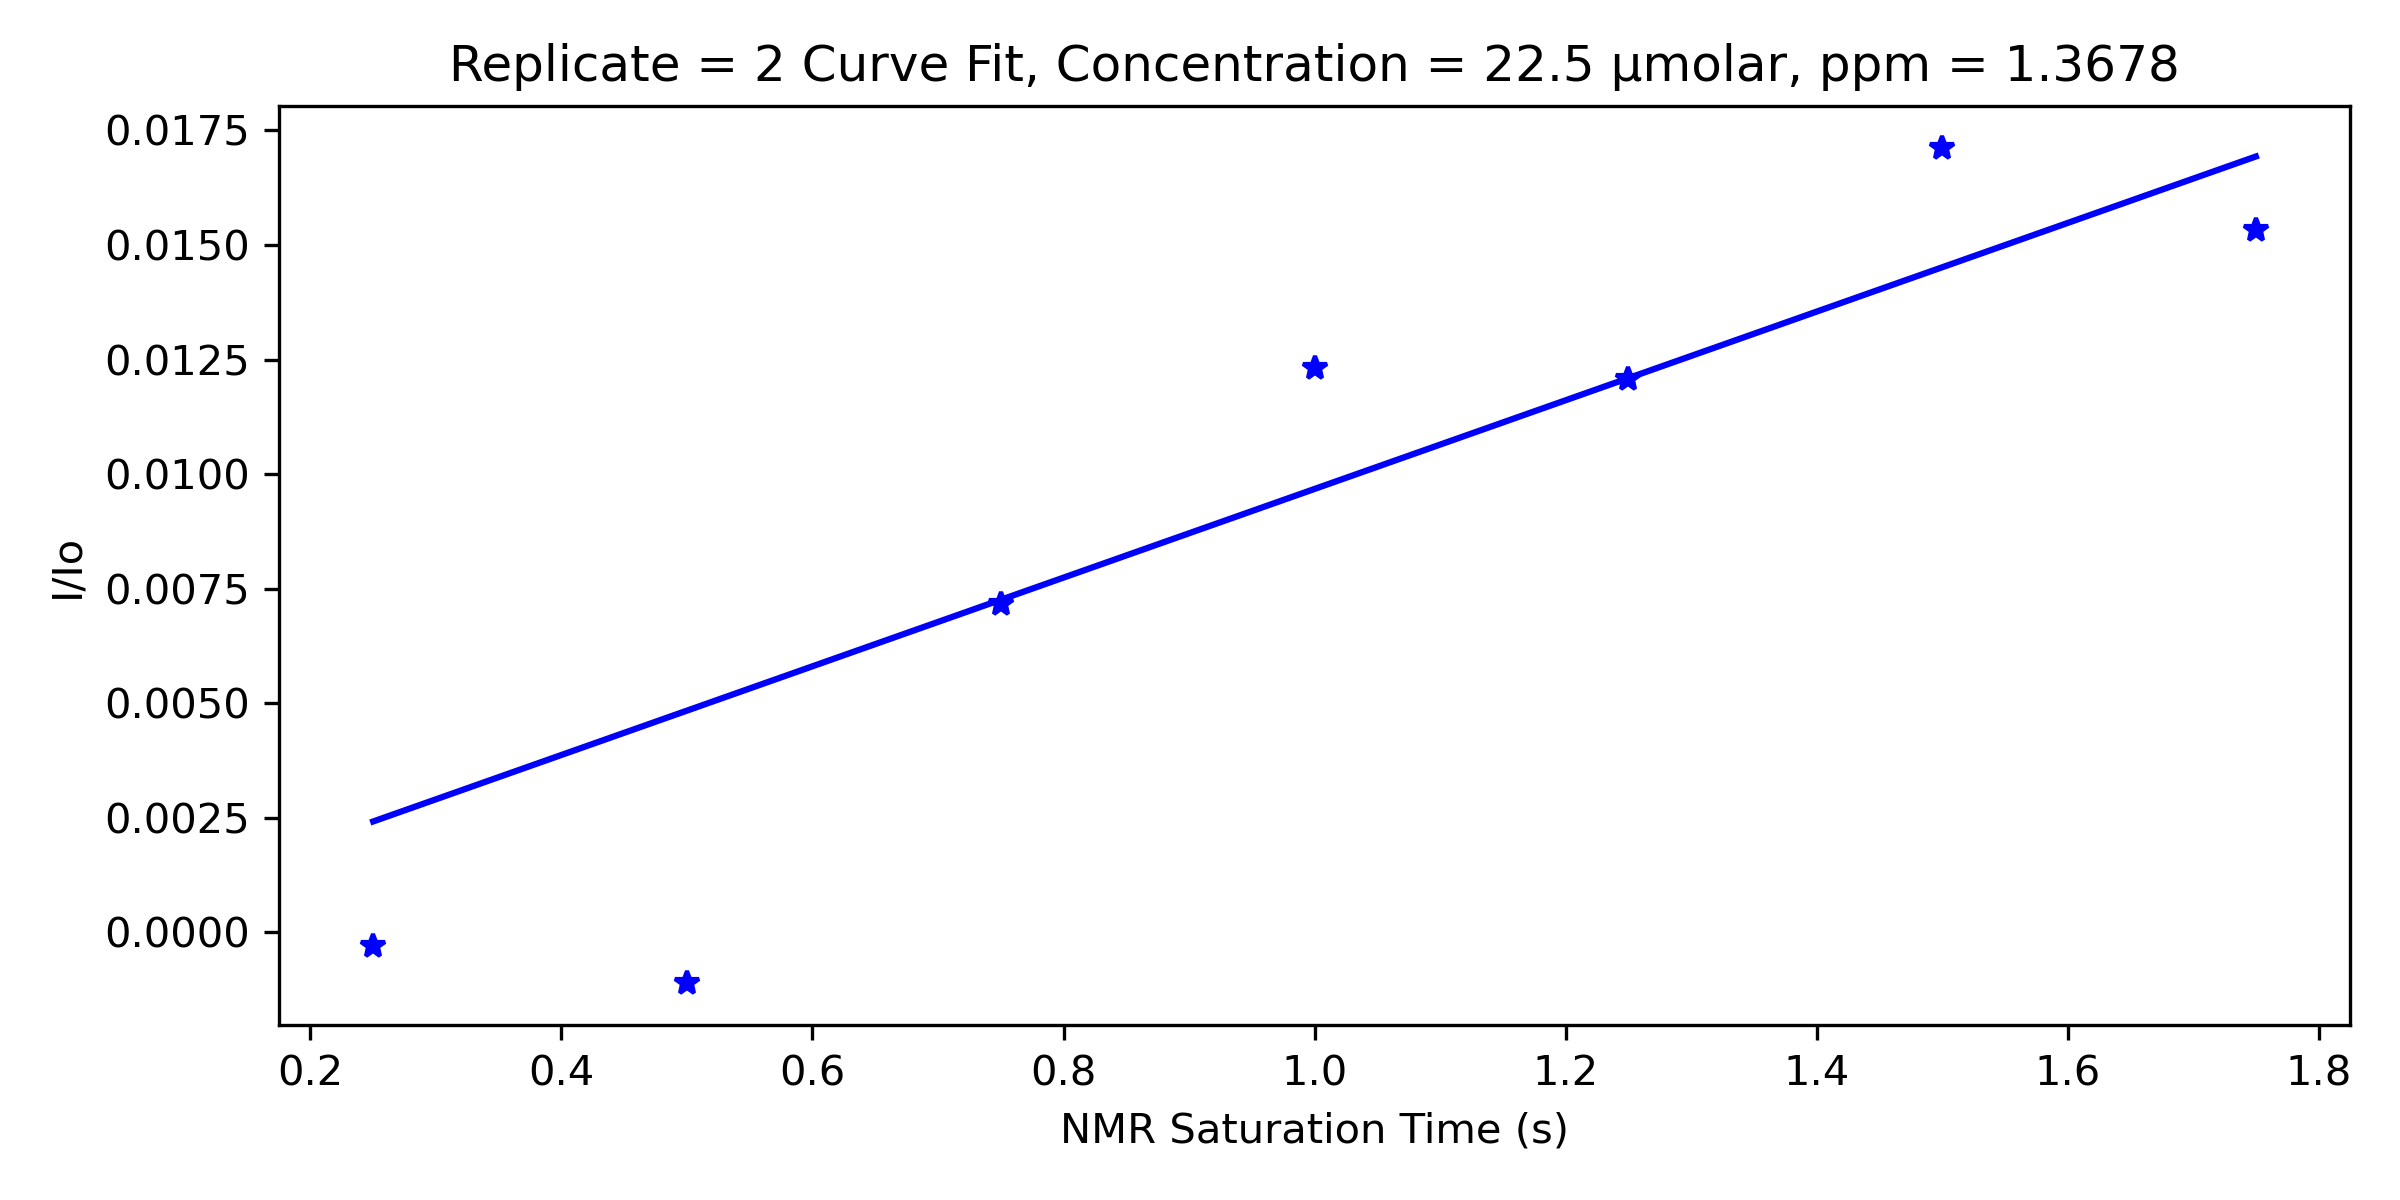 Replicate = 2 Curve Fit, Concentration = 22.5 µmolar, ppm = 1.3678
0.0175
0.0150
0.0125
0.0100
0.0075
0.0050
0.0025
0.0000
I/Io
0.2 0.4 0.6 0.8 1.0 1.2 1.4 1.6 1.8
NMR Saturation Time (s)